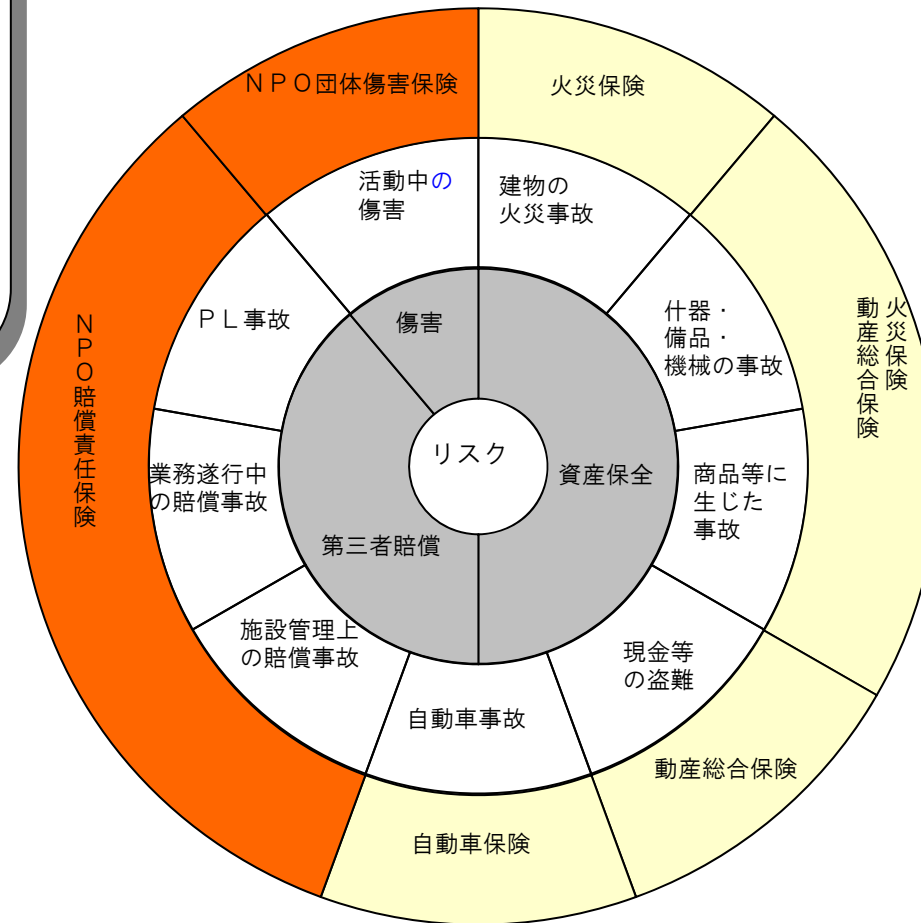 ＮＰＯ団体傷害保険
火災保険
活動中の
傷害
建物の
火災事故
ＰＬ事故
傷害
什器・
備品・
機械の事故
火災保険
動産総合保険
ＮＰＯ賠償責任保険
リスク
資産保全
業務遂行中
の賠償事故
商品等に
生じた
事故
第三者賠償
施設管理上
の賠償事故
現金等
の盗難
自動車事故
動産総合保険
自動車保険